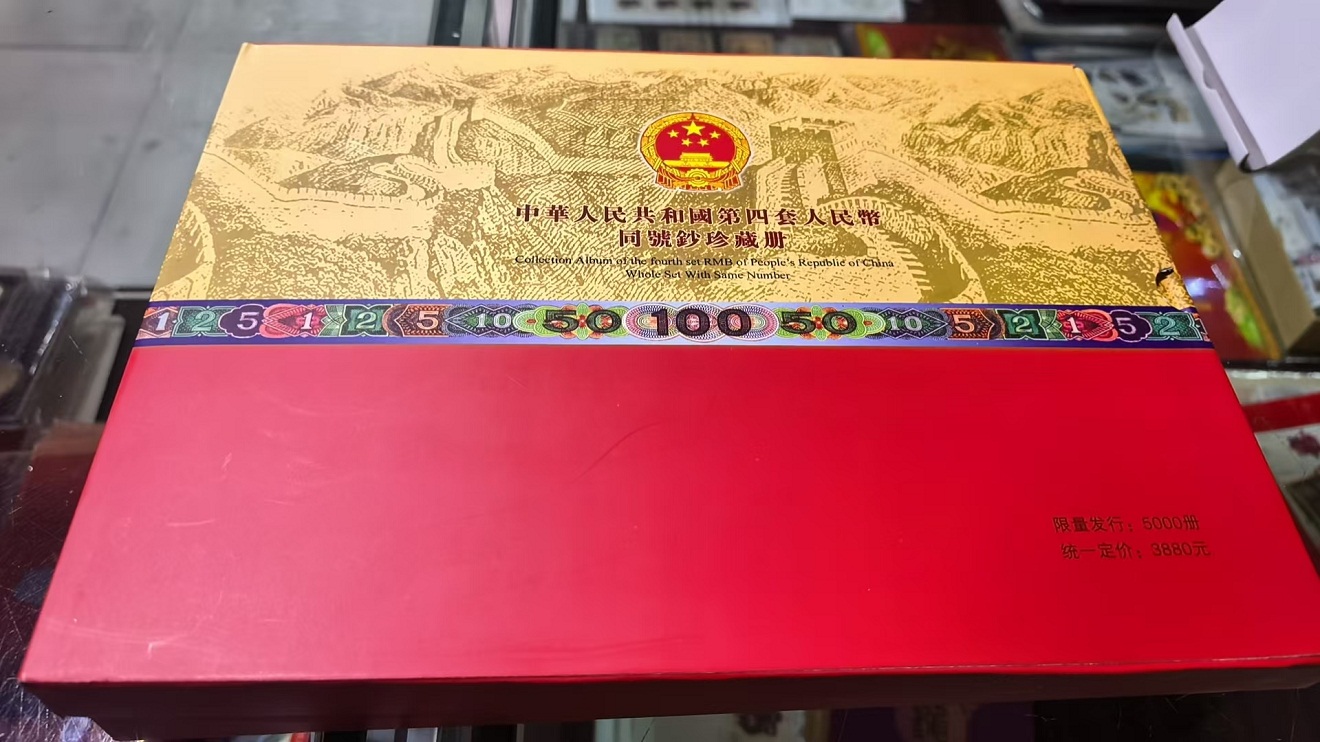 中華人民共和國第四套人民幣
同號鈔珍藏册
Collection Album of the fourth set RMB of People's Republic of China
Whole Set With Same Number
1 2 5 1 2 5 10 50 100 50 10 5 2 1 5 2
限量发行：5000册
统一定价：3880元